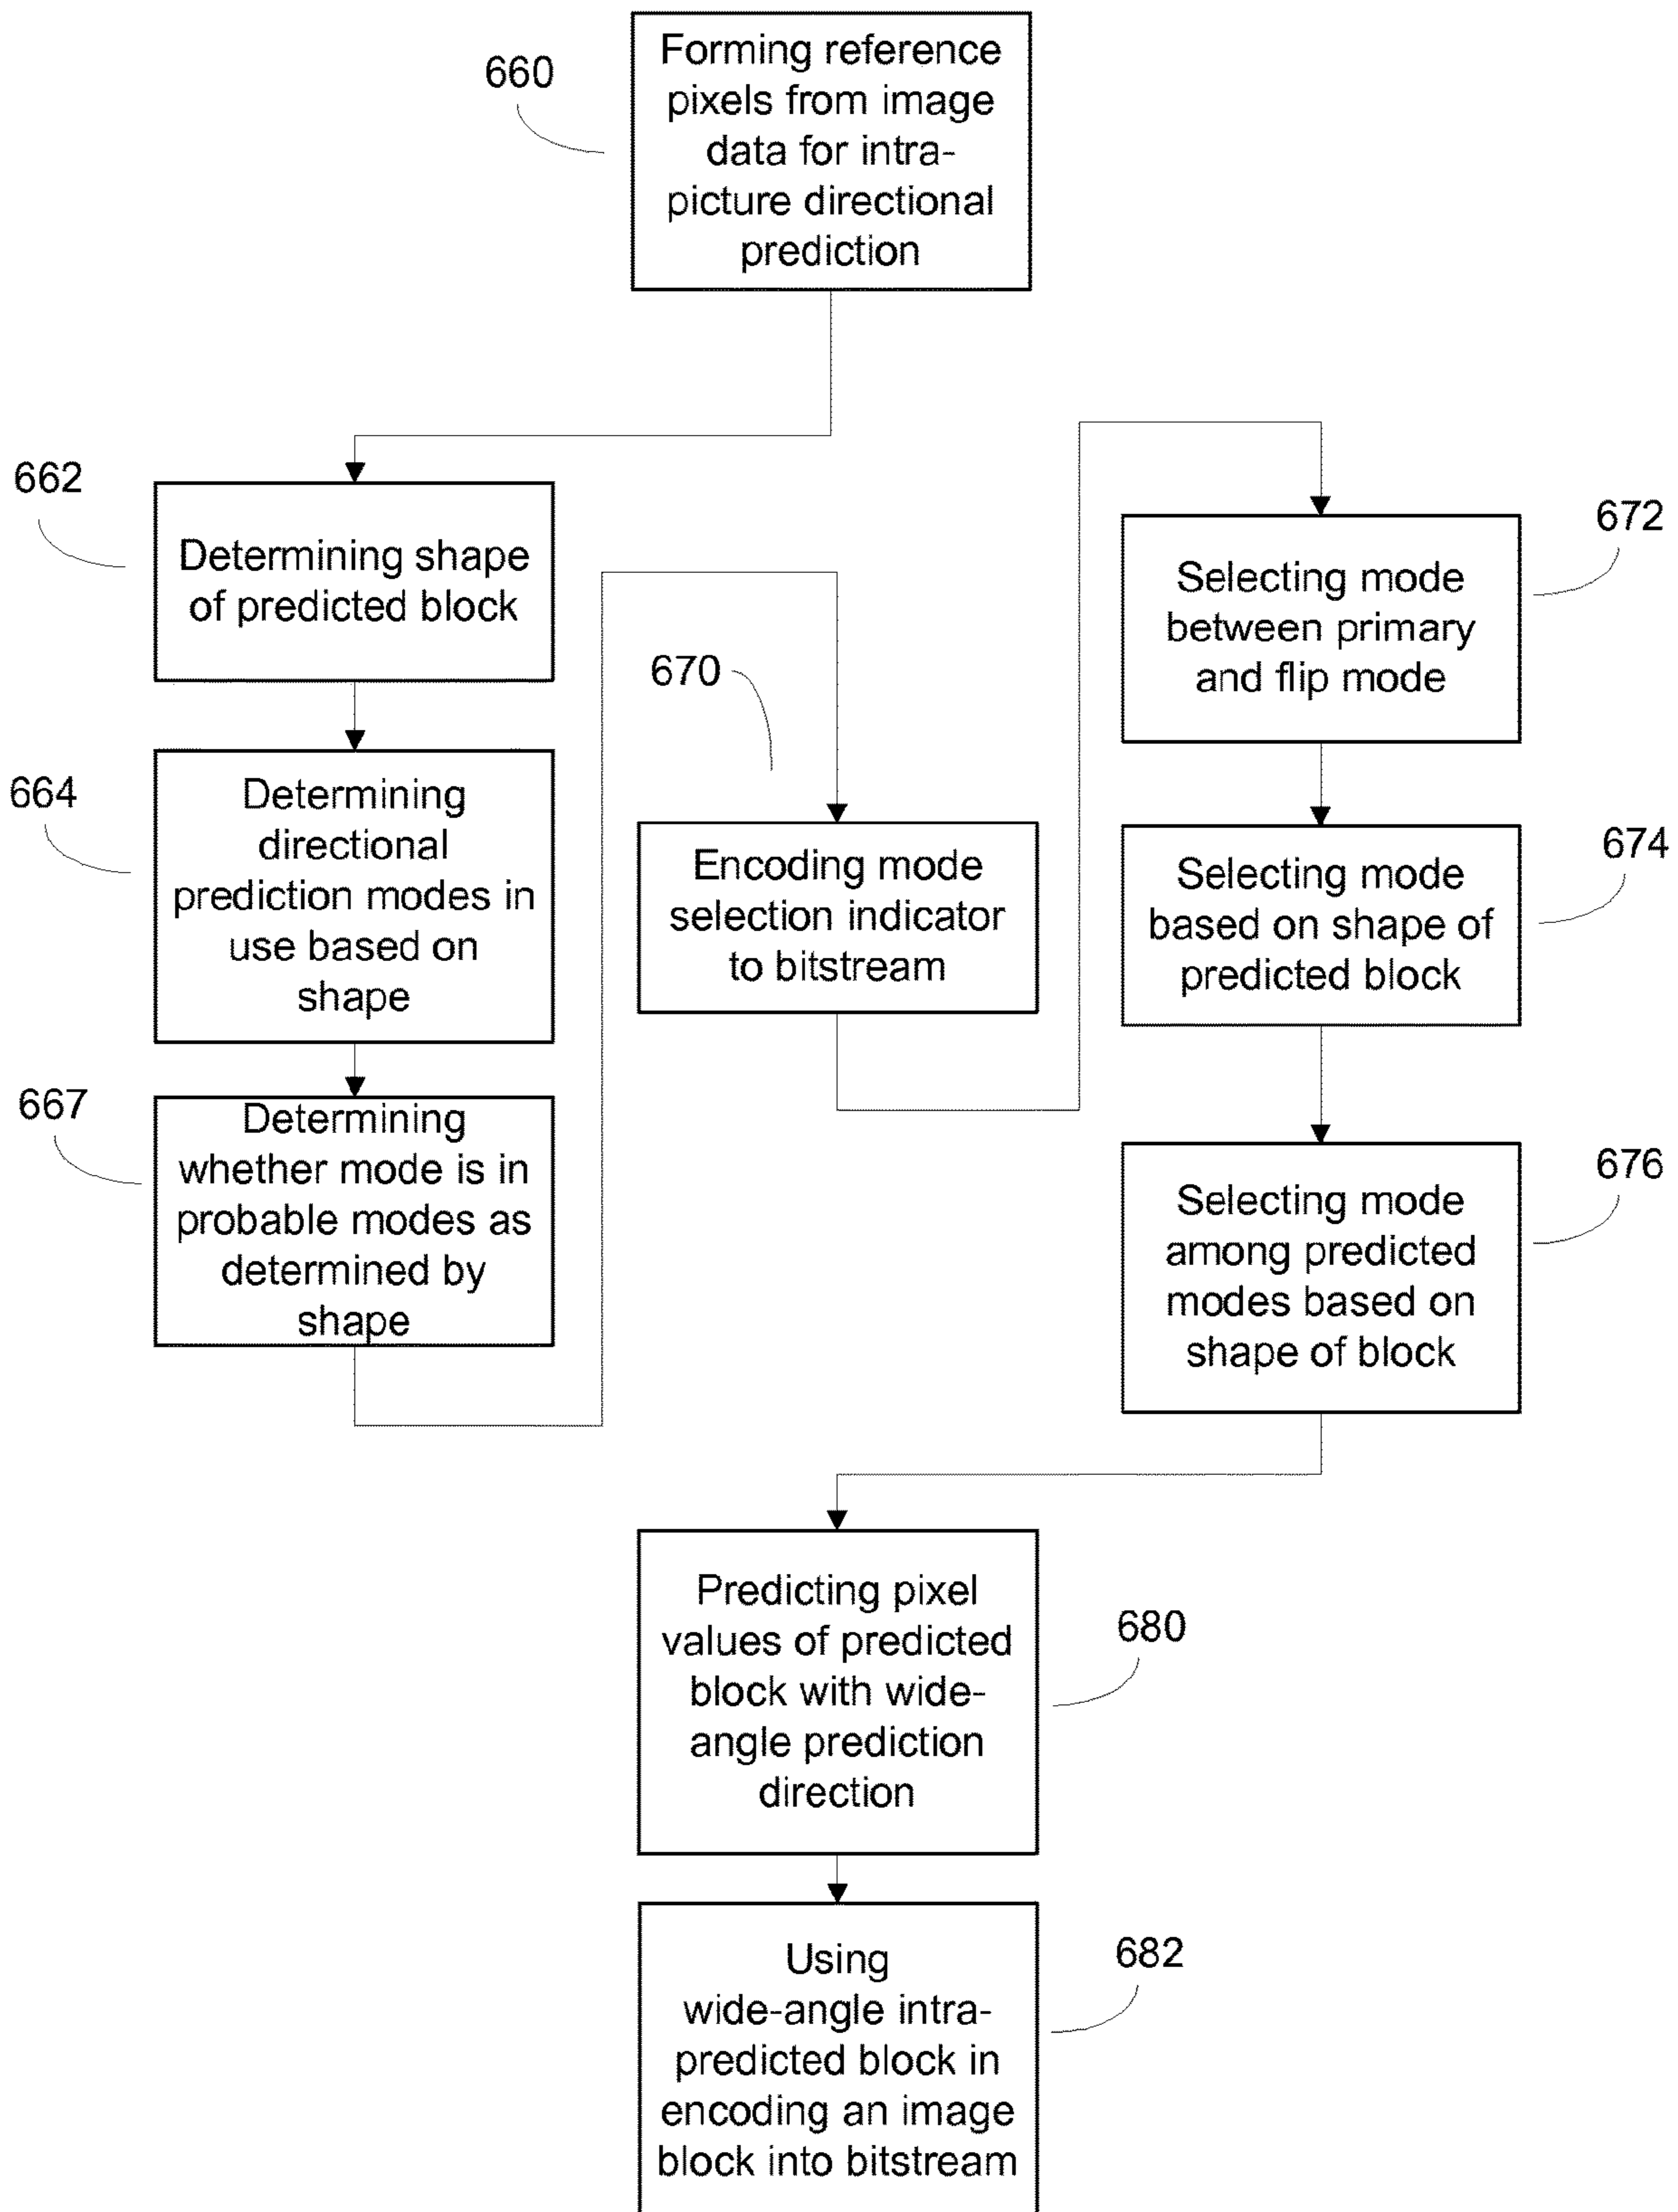 660
Forming reference
pixels from image
data for intra-
picture directional
prediction
662
Determining shape
of predicted block
664
Determining
directional
prediction modes in
use based on
shape
667
Determining
whether mode is in
probable modes as
determined by
shape
670
Encoding mode
selection indicator
to bitstream
672
Selecting mode
between primary
and flip mode
674
Selecting mode
based on shape of
predicted block
676
Selecting mode
among predicted
modes based on
shape of block
680
Predicting pixel
values of predicted
block with wide-
angle prediction
direction
682
Using
wide-angle intra-
predicted block in
encoding an image
block into bitstream